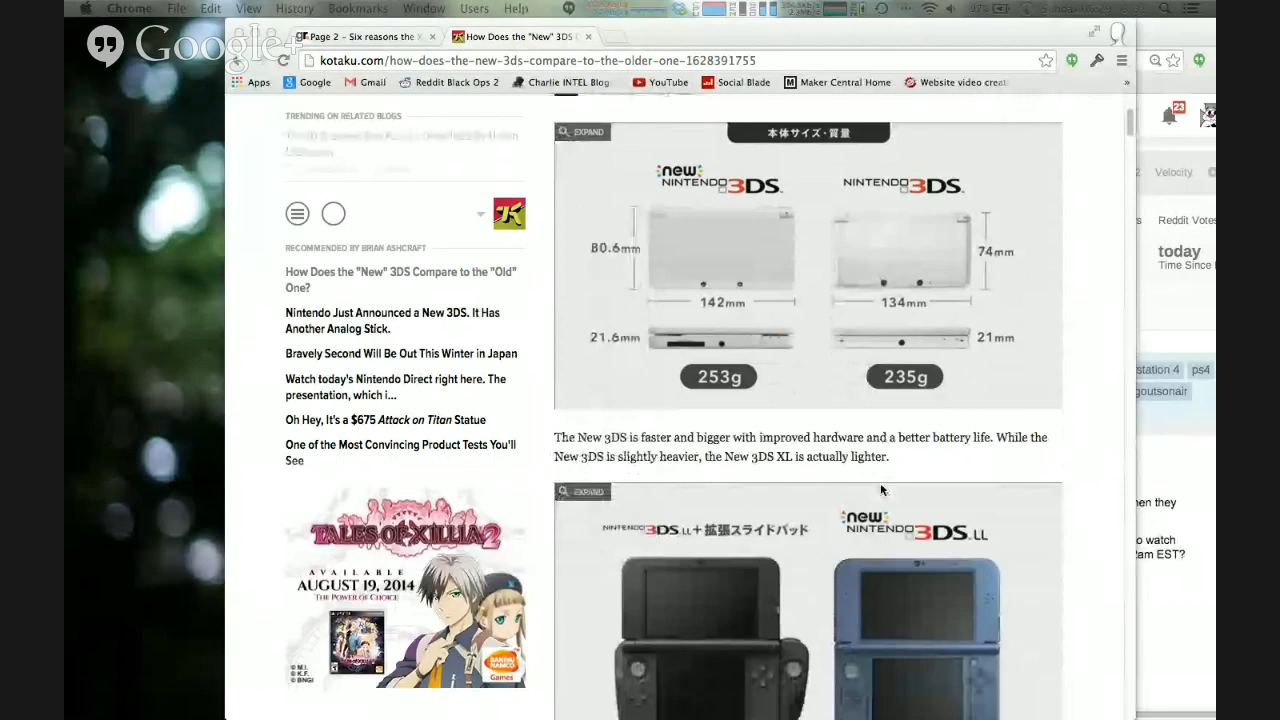 Chrome File Edit View History Bookmarks Window Users Help
97%
Google+
Page 2 – Six reasons the
How Does the "New" 3DS
kotaku.com/how-does-the-new-3ds-compare-to-the-older-one-1628391755
Apps Google Gmail Reddit Black Ops 2 Charlie INTEL Blog YouTube Social Blade Maker Central Home Website video creat »
TRENDING ON RELATED BLOGS
RECOMMENDED BY BRIAN ASHCRAFT
How Does the "New" 3DS Compare to the "Old"
One?
Nintendo Just Announced a New 3DS. It Has
Another Analog Stick.
Bravely Second Will Be Out This Winter in Japan
Watch today's Nintendo Direct right here. The
presentation, which i...
Oh Hey, It's a $675 Attack on Titan Statue
One of the Most Convincing Product Tests You'll
See
TALES OF XILLIA 2
AVAILABLE
AUGUST 19, 2014
THE POWER OF CHOICE
BANDAI
NAMCO
Games
EXPAND
本体サイズ・質量
new
NINTENDO3DS
NINTENDO3DS
80.6mm
74mm
142mm
134mm
21.6mm
21mm
253g
235g
The New 3DS is faster and bigger with improved hardware and a better battery life. While the
New 3DS is slightly heavier, the New 3DS XL is actually lighter.
EXPAND
NINTENDO3DS LL+拡張スライドパッド
new
NINTENDO3DS LL
23
2 Velocity
s Reddit Votes
today
Time Since
station 4 ps4
goutsonair
en they
o watch
am EST?